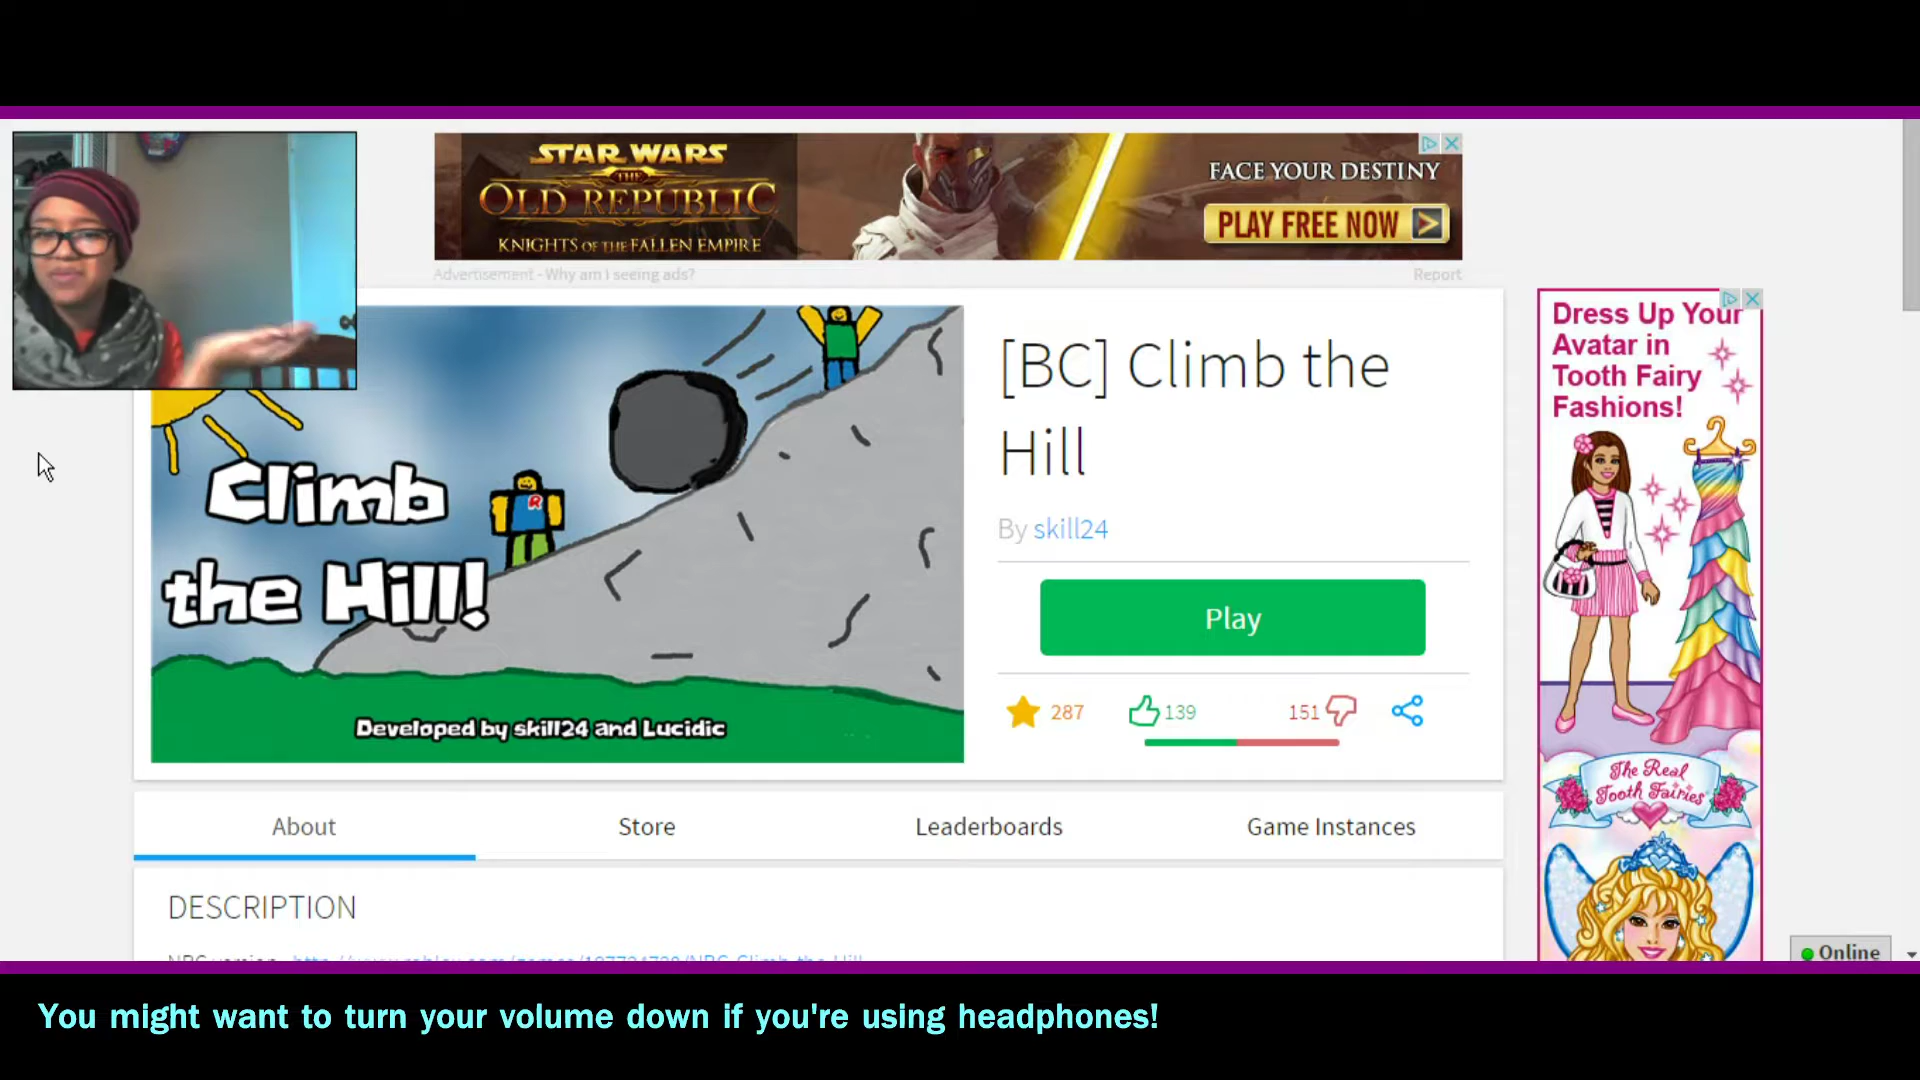 STAR WARS
THE
OLD REPUBLIC
KNIGHTS OF THE FALLEN EMPIRE
FACE YOUR DESTINY
PLAY FREE NOW
Advertisement - Why am I seeing ads?
Report
Climb
the Hill!
R
Developed by skill24 and Lucidic
[BC] Climb the
Hill
By skill24
Play
287
139
151
Dress Up Your
Avatar in
Tooth Fairy
Fashions!
The Real
Tooth Fairies
About
Store
Leaderboards
Game Instances
DESCRIPTION
Online
You might want to turn your volume down if you're using headphones!